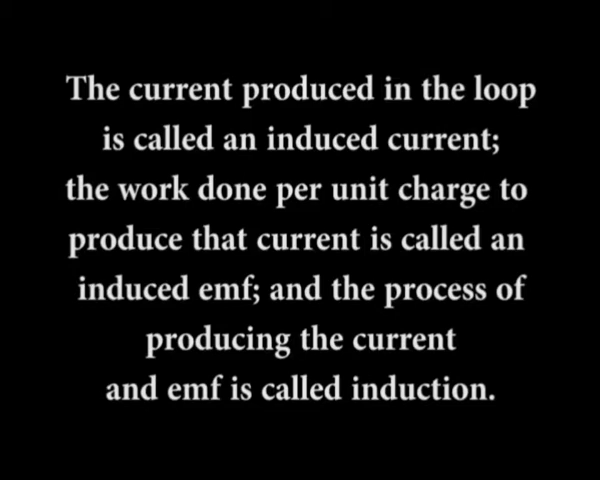 The current produced in the loop
is called an induced current;
the work done per unit charge to
produce that current is called an
induced emf; and the process of
producing the current
and emf is called induction.